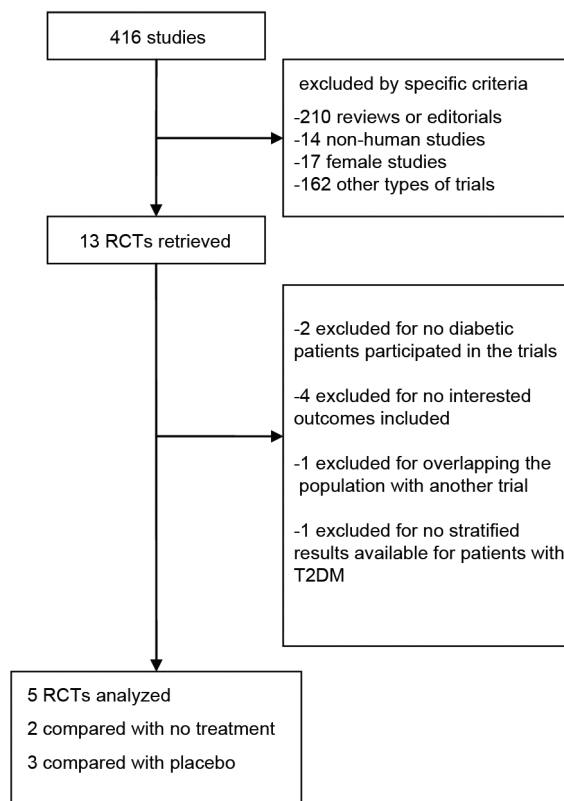 416 studies
excluded by specific criteria
-210 reviews or editorials
-14 non-human studies
-17 female studies
-162 other types of trials
13 RCTs retrieved
-2 excluded for no diabetic
patients participated in the trials
-4 excluded for no interested
outcomes included
-1 excluded for overlapping the
population with another trial
-1 excluded for no stratified
results available for patients with
T2DM
5 RCTs analyzed
2 compared with no treatment
3 compared with placebo